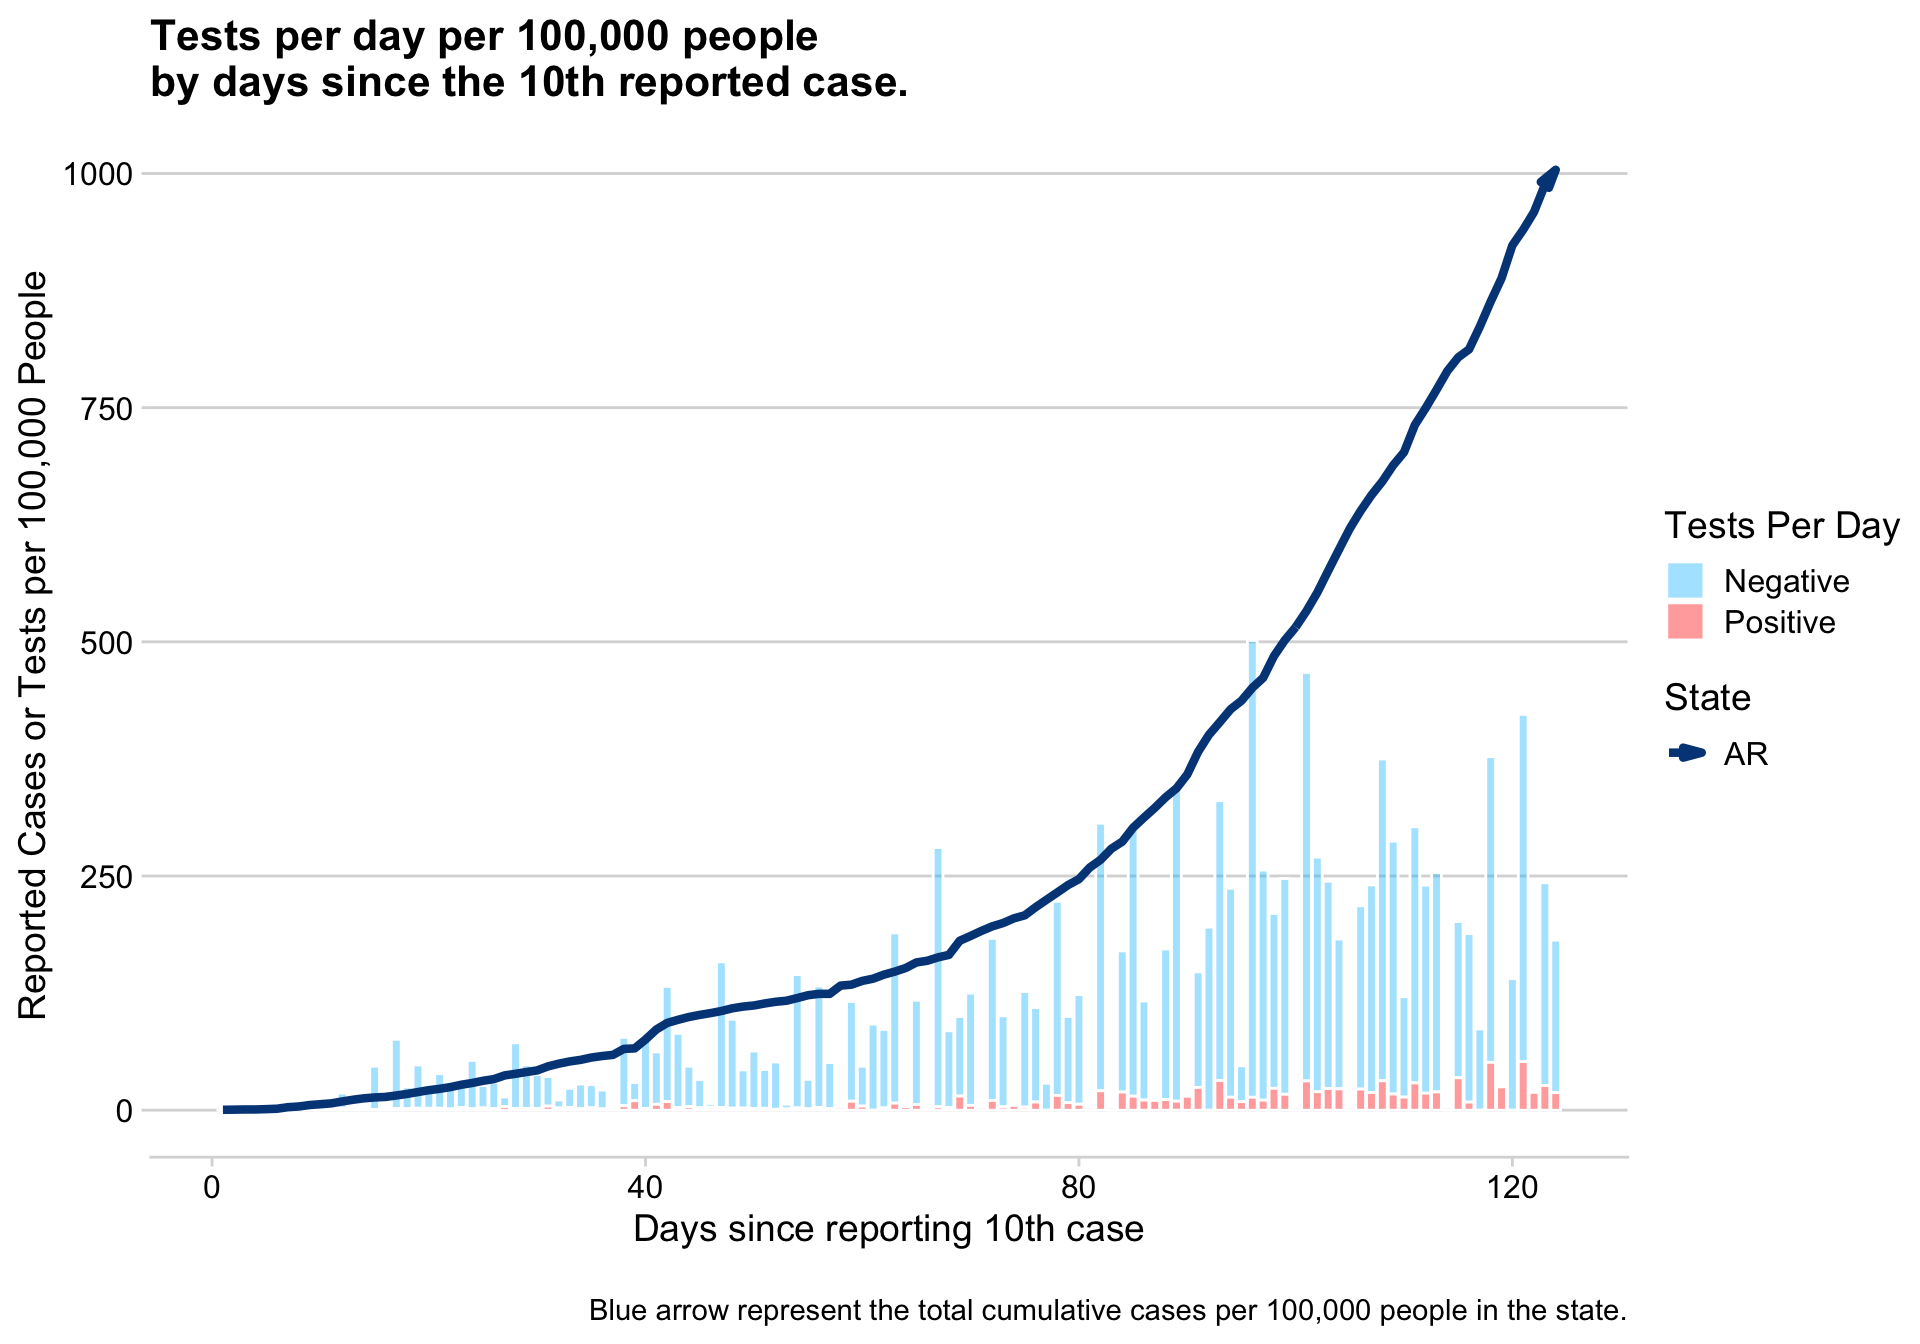 Tests per day per 100,000 people
by days since the 10th reported case.
Reported Cases or Tests per 100,000 People
1000
750
500
250
0
0
40
80
120
Days since reporting 10th case
Tests Per Day
Negative
Positive
State
AR
Blue arrow represent the total cumulative cases per 100,000 people in the state.